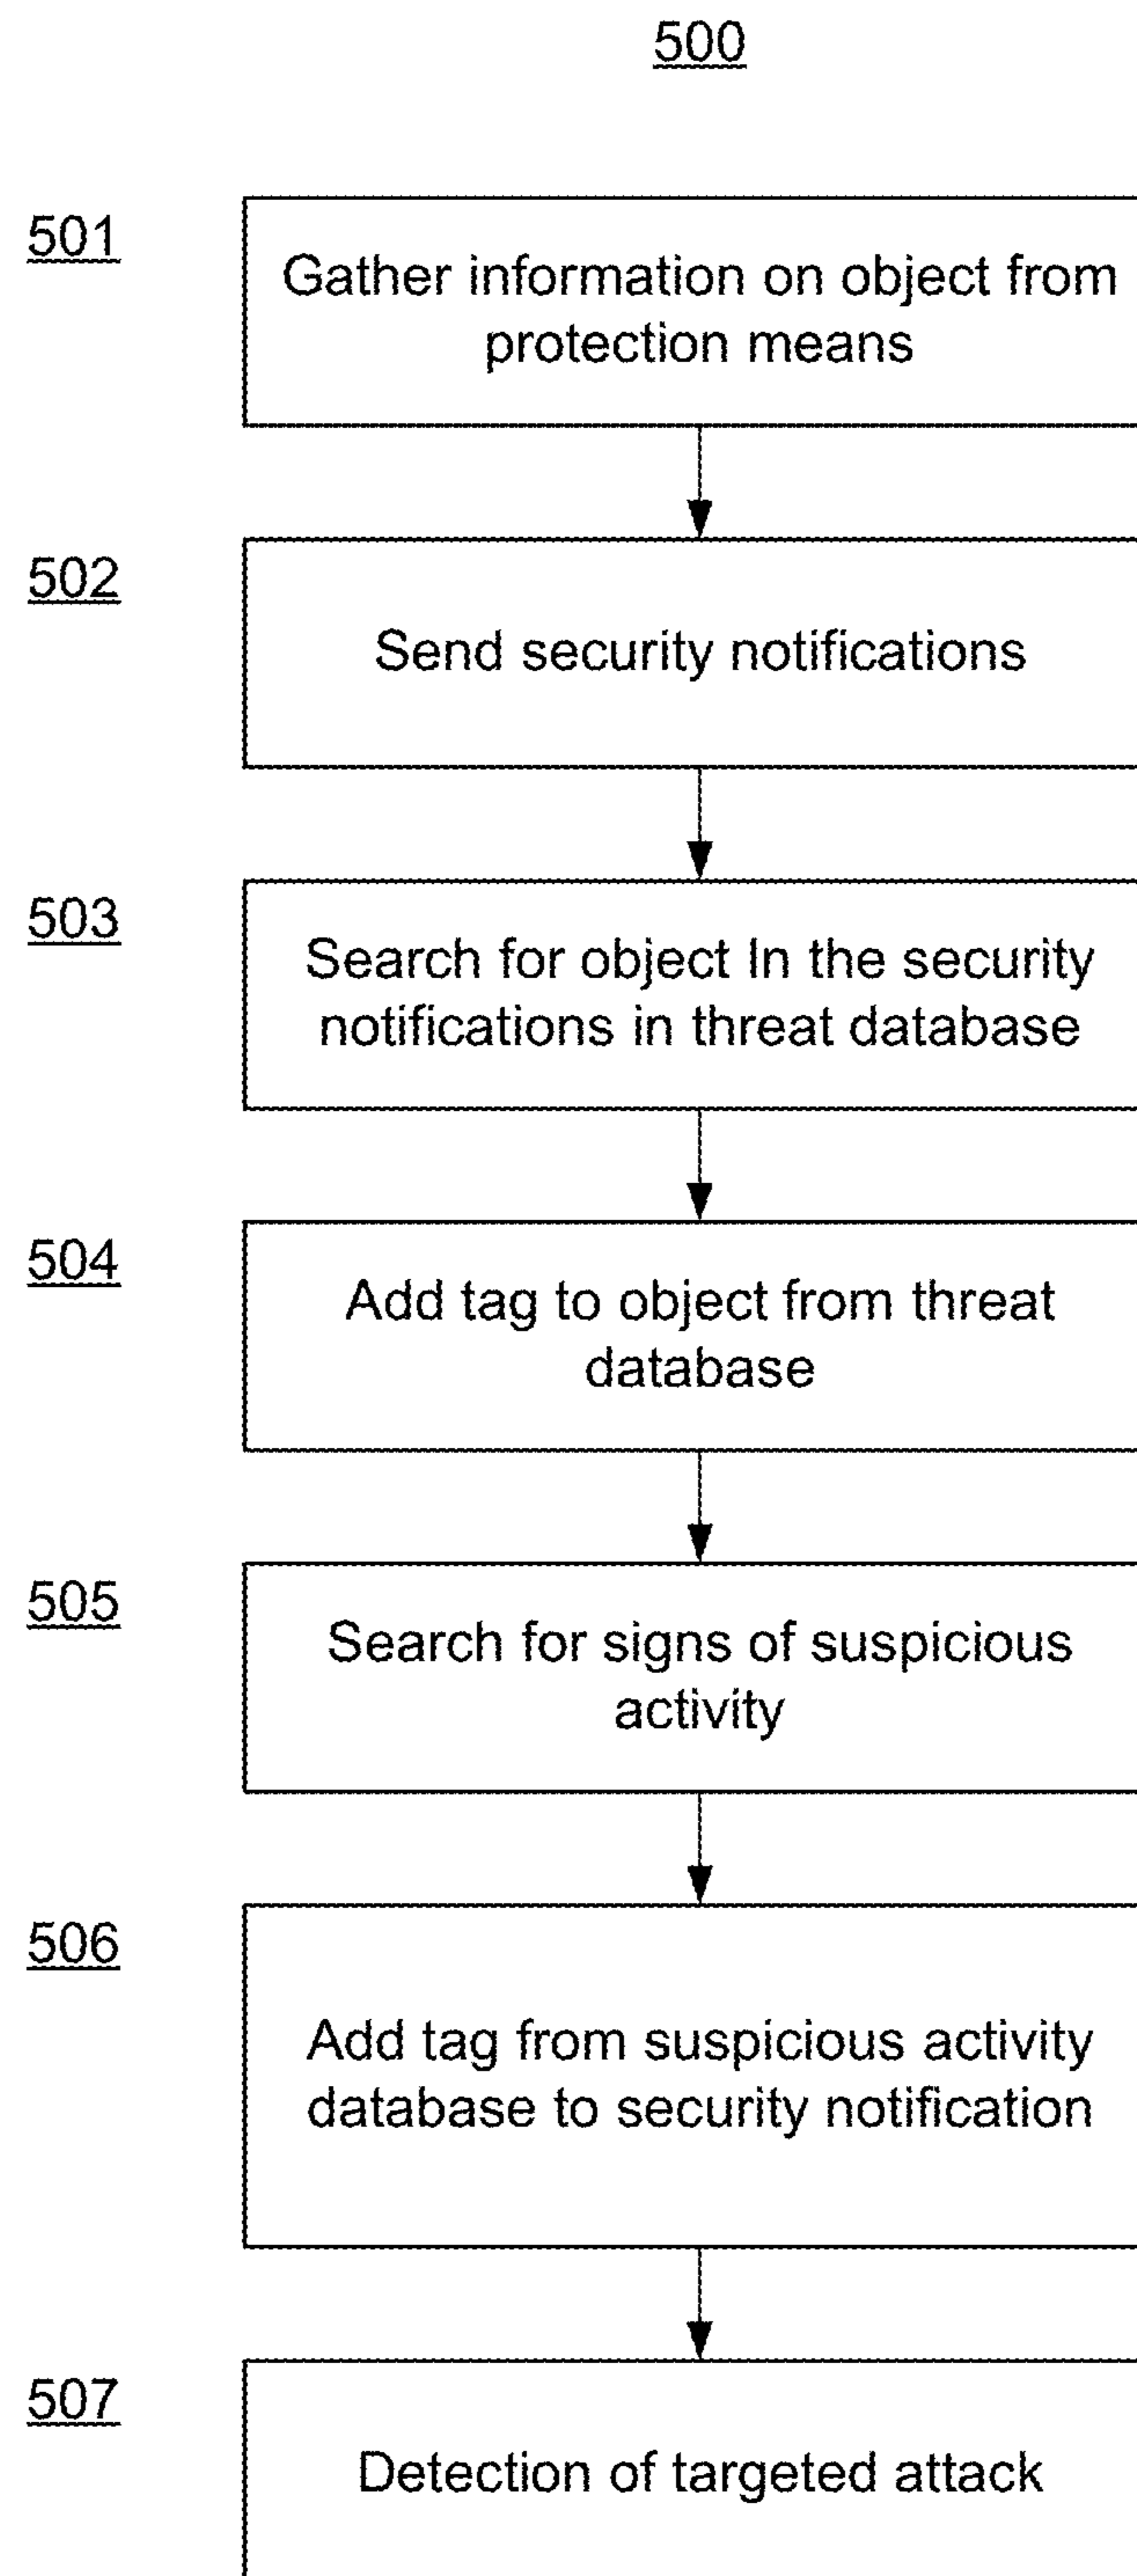 500
501
Gather information on object from
protection means
502
Send security notifications
503
Search for object In the security
notifications in threat database
504
Add tag to object from threat
database
505
Search for signs of suspicious
activity
506
Add tag from suspicious activity
database to security notification
507
Detection of targeted attack